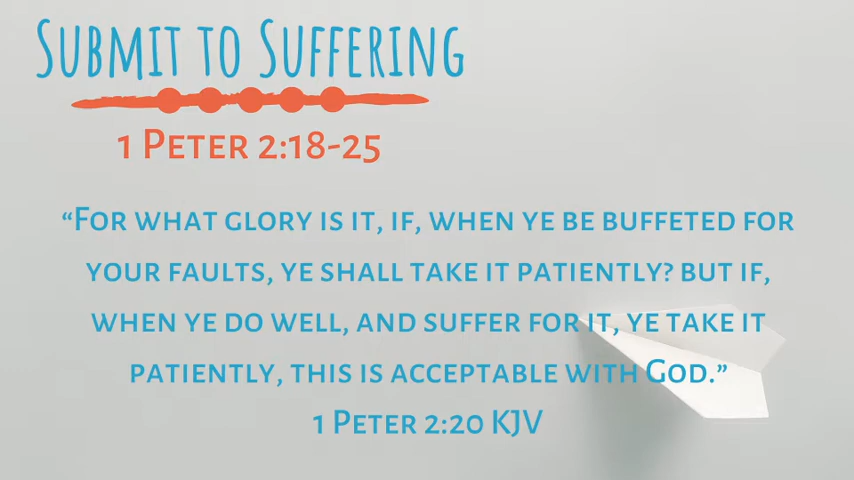 Submit to Suffering
1 Peter 2:18-25
“For what glory is it, if, when ye be buffeted for
your faults, ye shall take it patiently? but if,
when ye do well, and suffer for it, ye take it
patiently, this is acceptable with God.”
1 Peter 2:20 KJV